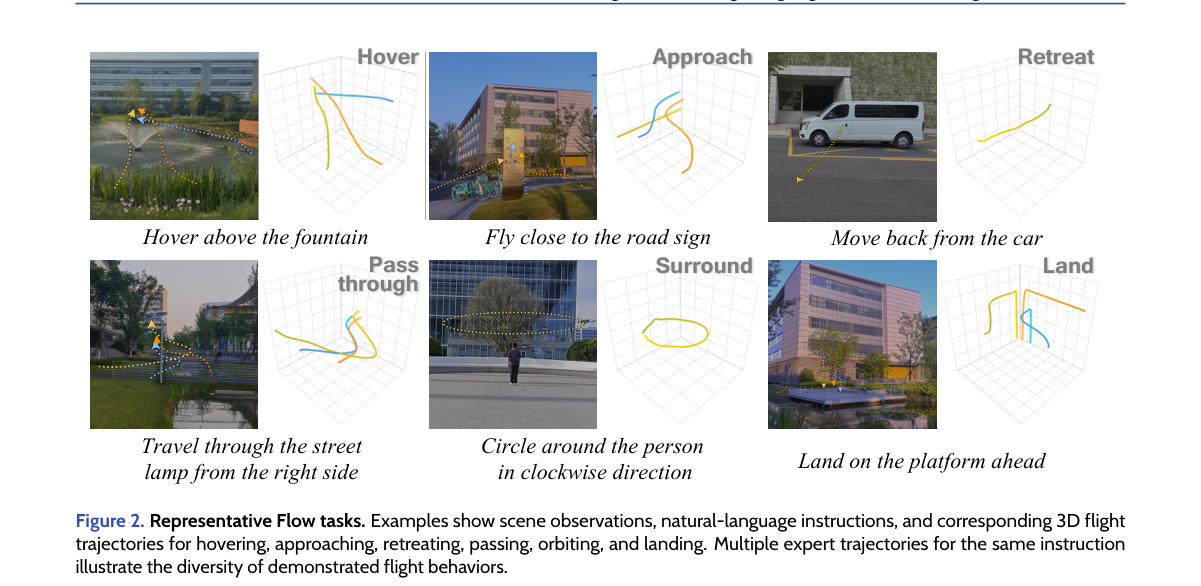 Hover
Approach
Retreat
Hover above the fountain
Fly close to the road sign
Move back from the car
Pass
through
Surround
Land
Travel through the street
lamp from the right side
Circle around the person
in clockwise direction
Land on the platform ahead
Figure 2. Representative Flow tasks. Examples show scene observations, natural-language instructions, and corresponding 3D flight
trajectories for hovering, approaching, retreating, passing, orbiting, and landing. Multiple expert trajectories for the same instruction
illustrate the diversity of demonstrated flight behaviors.